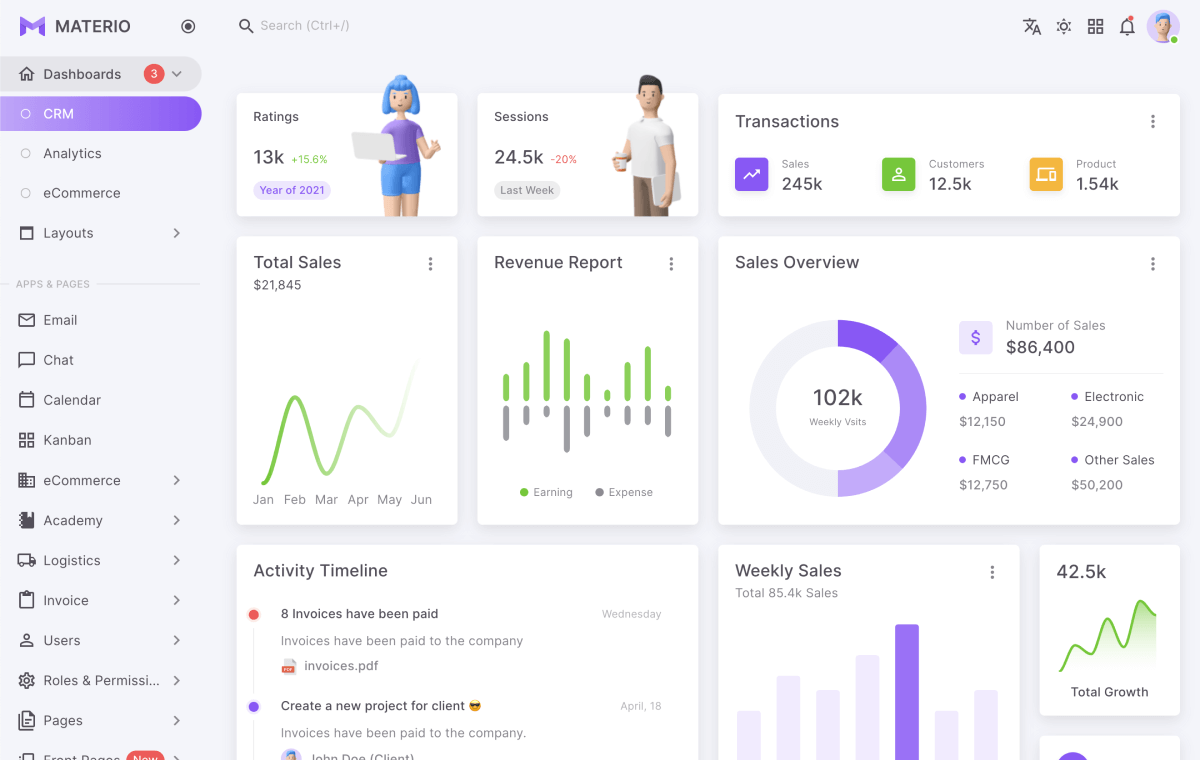 MATERIO
Search (Ctrl+/)
Dashboards 3
CRM
Analytics
eCommerce
Layouts
APPS & PAGES
Email
Chat
Calendar
Kanban
eCommerce
Academy
Logistics
Invoice
Users
Roles & Permissi...
Pages
Front Pages New
Ratings
13k +15.6%
Year of 2021
Sessions
24.5k -20%
Last Week
Transactions
Sales
245k
Customers
12.5k
Product
1.54k
Total Sales
$21,845
Jan Feb Mar Apr May Jun
Revenue Report
Earning Expense
Sales Overview
102k
Weekly Vsits
$
Number of Sales
$86,400
Apparel
$12,150
Electronic
$24,900
FMCG
$12,750
Other Sales
$50,200
Activity Timeline
8 Invoices have been paid Wednesday
Invoices have been paid to the company
PDF invoices.pdf
Create a new project for client 😎 April, 18
Invoices have been paid to the company.
John Doe (Client)
Weekly Sales
Total 85.4k Sales
42.5k
Total Growth